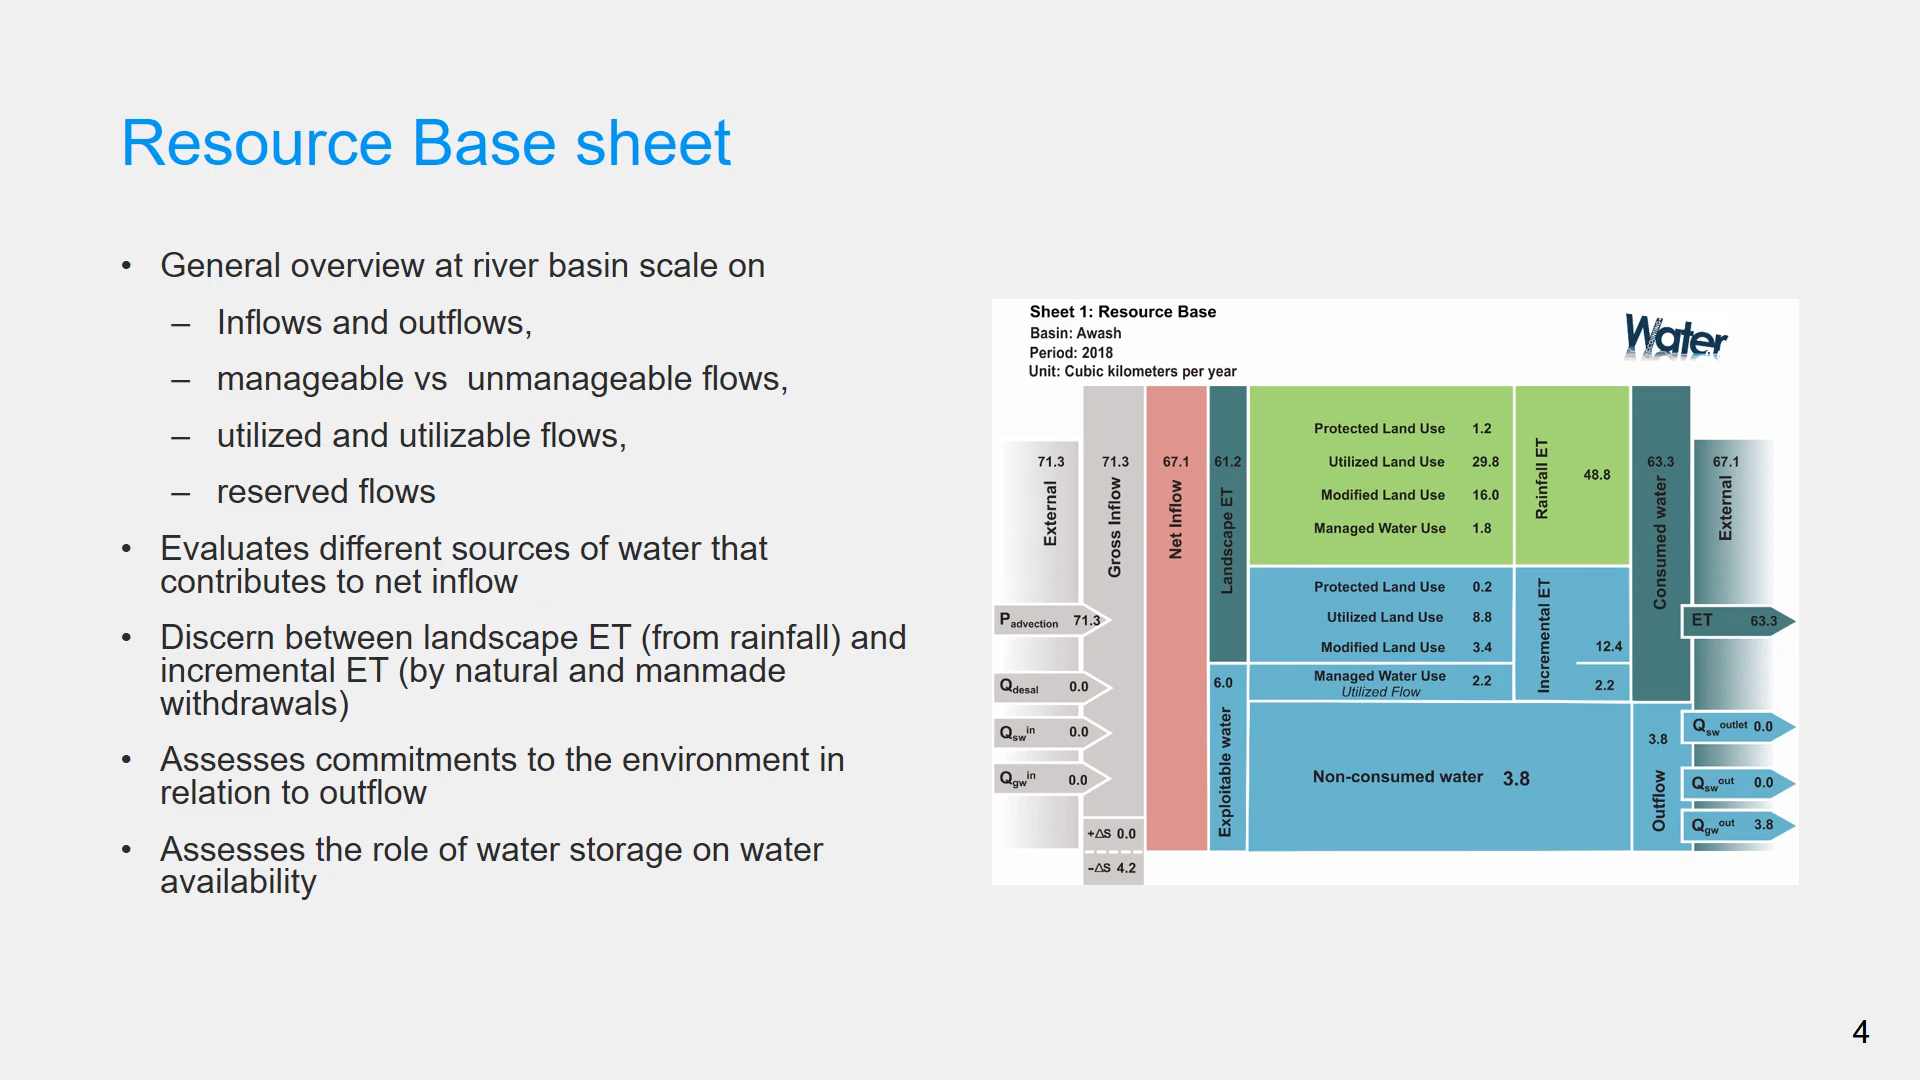 Resource Base sheet
• General overview at river basin scale on
– Inflows and outflows,
– manageable vs  unmanageable flows,
– utilized and utilizable flows,
– reserved flows
• Evaluates different sources of water that
contributes to net inflow
• Discern between landscape ET (from rainfall) and
incremental ET (by natural and manmade
withdrawals)
• Assesses commitments to the environment in
relation to outflow
• Assesses the role of water storage on water
availability
Sheet 1: Resource Base
Basin: Awash
Period: 2018
Unit: Cubic kilometers per year
Water
71.3
External
71.3
Gross Inflow
67.1
Net Inflow
61.2
Landscape ET
Protected Land Use 1.2
Utilized Land Use 29.8
Modified Land Use 16.0
Managed Water Use 1.8
Rainfall ET
48.8
63.3
Consumed water
67.1
External
Padvection 71.3
Qdesal 0.0
Qsw in 0.0
Qgw in 0.0
+ΔS 0.0
-ΔS 4.2
Protected Land Use 0.2
Utilized Land Use 8.8
Modified Land Use 3.4
Managed Water Use 2.2
Utilized Flow
Incremental ET
12.4
2.2
6.0
Exploitable water
Non-consumed water 3.8
3.8
Outflow
ET 63.3
Qsw outlet 0.0
Qsw out 0.0
Qgw out 3.8
4